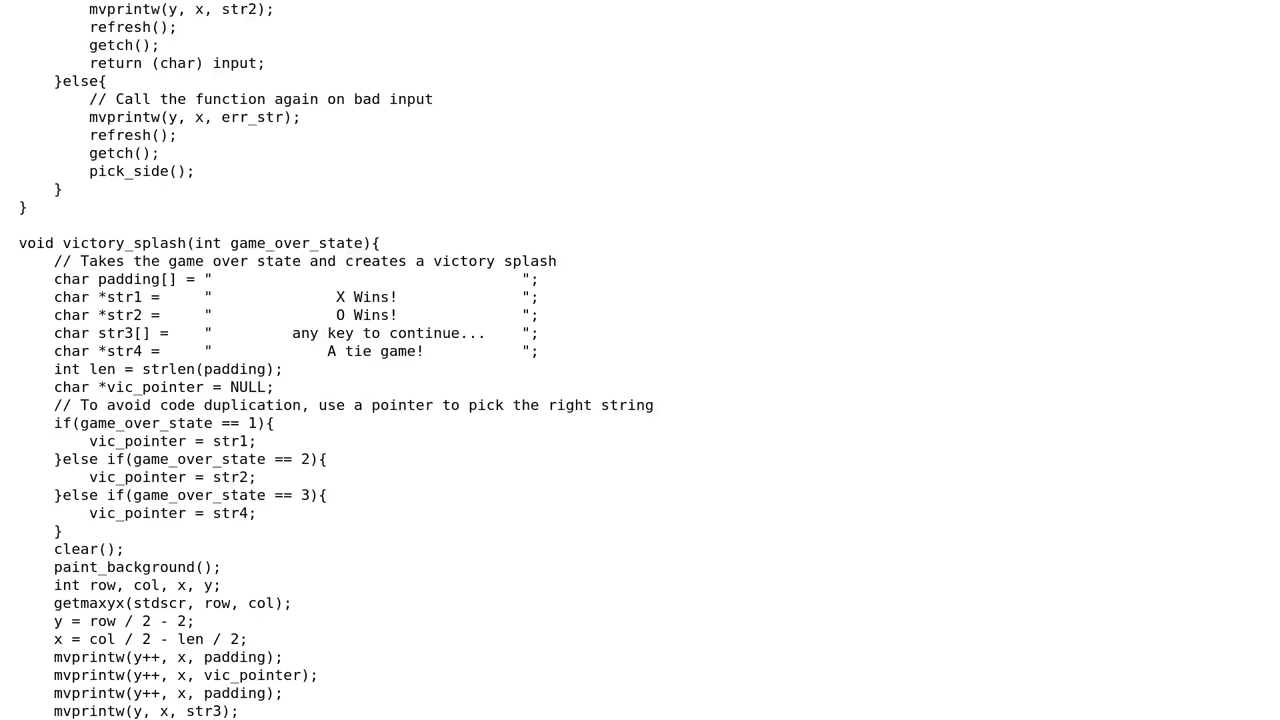 mvprintw(y, x, str2);
        refresh();
        getch();
        return (char) input;
    }else{
        // Call the function again on bad input
        mvprintw(y, x, err_str);
        refresh();
        getch();
        pick_side();
    }
}

void victory_splash(int game_over_state){
    // Takes the game over state and creates a victory splash
    char padding[] = "                                   ";
    char *str1 =     "              X Wins!              ";
    char *str2 =     "              O Wins!              ";
    char str3[] =    "         any key to continue...    ";
    char *str4 =     "             A tie game!           ";
    int len = strlen(padding);
    char *vic_pointer = NULL;
    // To avoid code duplication, use a pointer to pick the right string
    if(game_over_state == 1){
        vic_pointer = str1;
    }else if(game_over_state == 2){
        vic_pointer = str2;
    }else if(game_over_state == 3){
        vic_pointer = str4;
    }
    clear();
    paint_background();
    int row, col, x, y;
    getmaxyx(stdscr, row, col);
    y = row / 2 - 2;
    x = col / 2 - len / 2;
    mvprintw(y++, x, padding);
    mvprintw(y++, x, vic_pointer);
    mvprintw(y++, x, padding);
    mvprintw(y, x, str3);